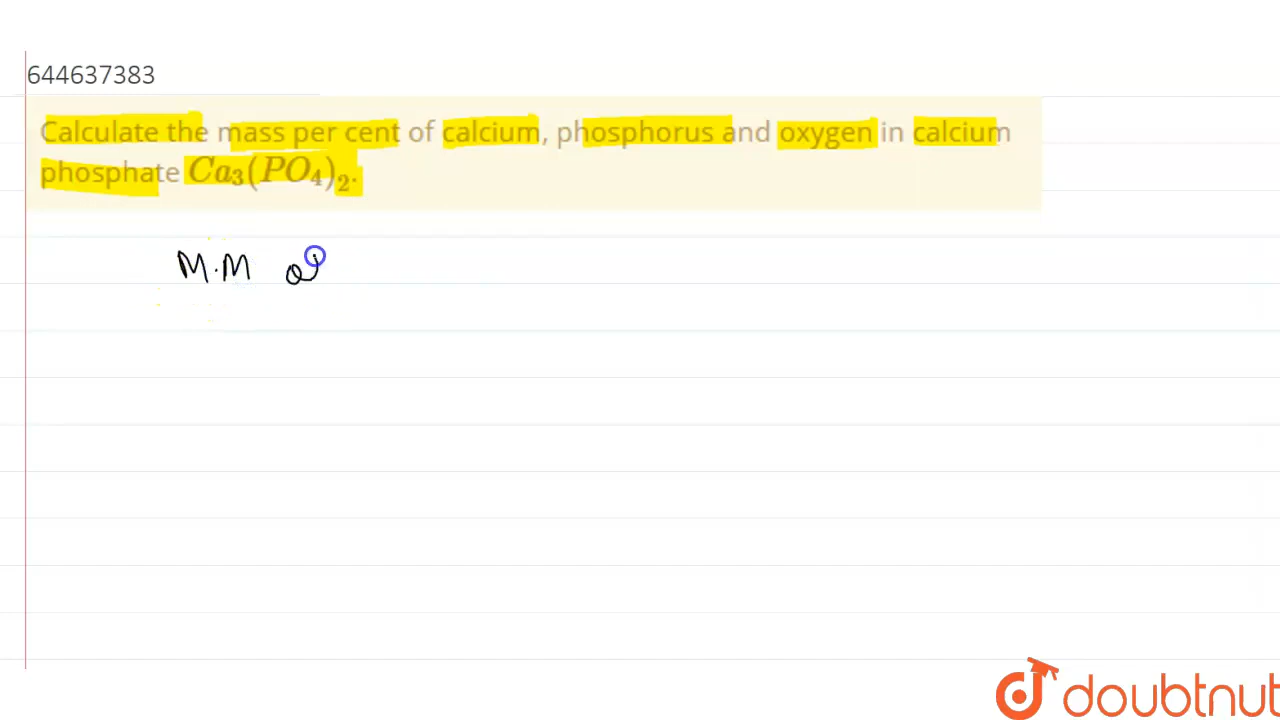 644637383
Calculate the mass per cent of calcium, phosphorus and oxygen in calcium
phosphate Ca₃(PO₄)₂.
M.M
doubtnut